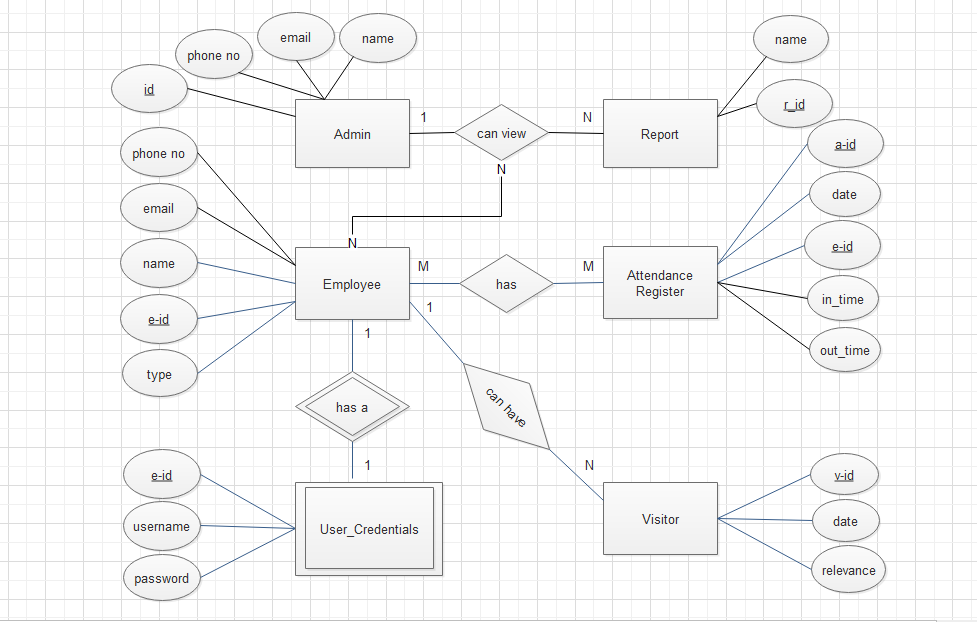 email
name
name
phone no
id
r_id
1
N
Admin
can view
Report
a-id
phone no
N
date
email
N
e-id
name
M
M
Employee
has
Attendance
Register
in_time
e-id
1
1
out_time
type
has a
can have
1
N
e-id
v-id
username
User_Credentials
Visitor
date
password
relevance